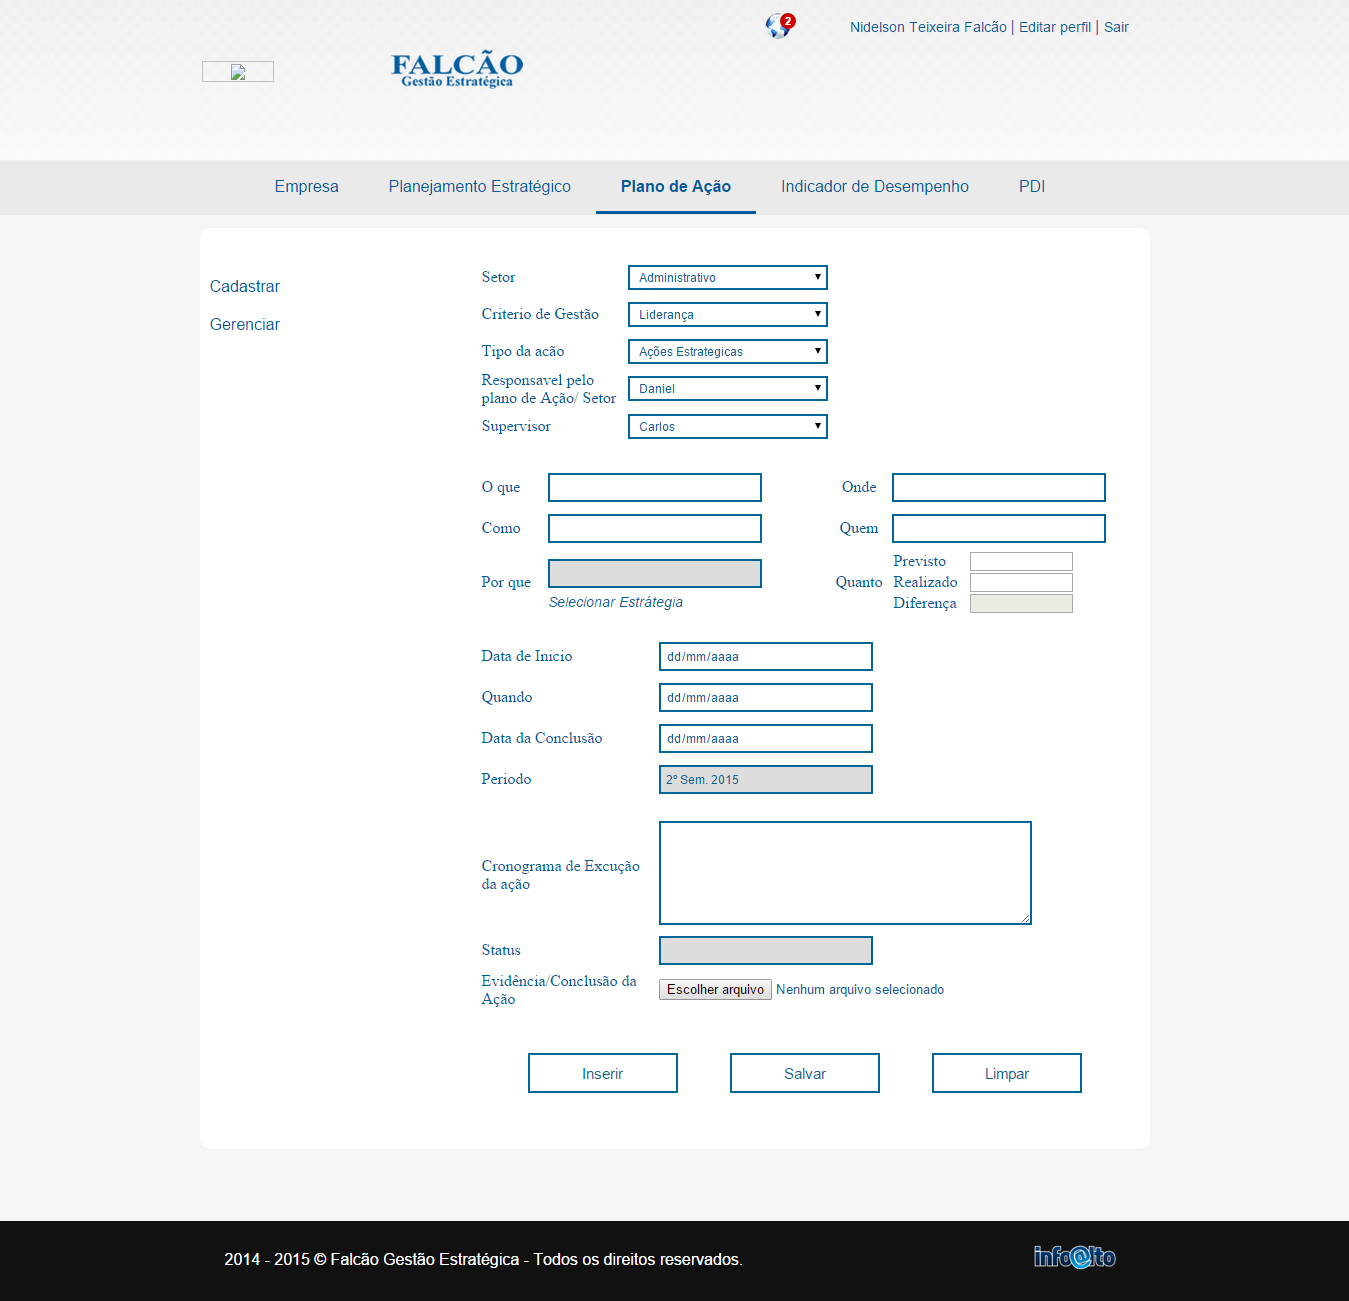 2
Nidelson Teixeira Falcão | Editar perfil | Sair
FALCÃO
Gestão Estratégica
Empresa Planejamento Estratégico Plano de Ação Indicador de Desempenho PDI
Cadastrar
Gerenciar
Setor Administrativo
Criterio de Gestão Liderança
Tipo da acão Ações Estrategicas
Responsavel pelo
plano de Ação/ Setor Daniel
Supervisor Carlos
O que Onde
Como Quem
Por que
Selecionar Estrátegia
Quanto
Previsto
Realizado
Diferença
Data de Inicio dd/mm/aaaa
Quando dd/mm/aaaa
Data da Conclusão dd/mm/aaaa
Periodo 2º Sem. 2015
Cronograma de Excução
da ação
Status
Evidência/Conclusão da
Ação
Escolher arquivo Nenhum arquivo selecionado
Inserir Salvar Limpar
2014 - 2015 © Falcão Gestão Estratégica - Todos os direitos reservados.
info@lto